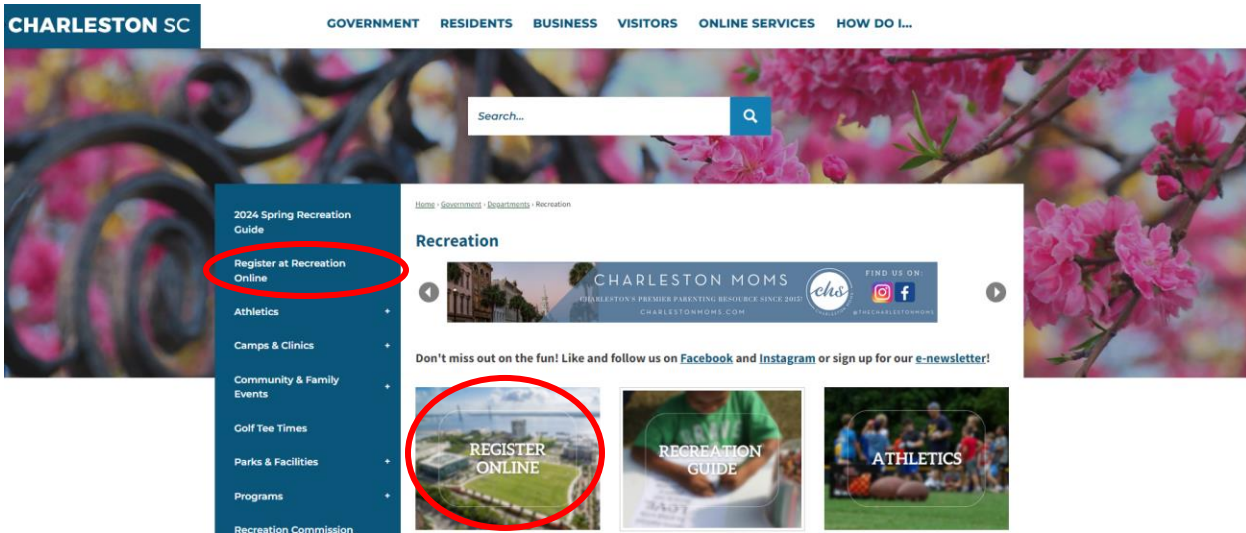 CHARLESTON SC
GOVERNMENT RESIDENTS BUSINESS VISITORS ONLINE SERVICES HOW DO I...
Search...
2024 Spring Recreation
Guide
Register at Recreation
Online
Athletics +
Camps & Clinics +
Community & Family
Events +
Golf Tee Times
Parks & Facilities +
Programs +
Recreation Commission
Home › Government › Departments › Recreation
Recreation
CHARLESTON MOMS
CHARLESTON'S PREMIER PARENTING RESOURCE SINCE 2015!
CHARLESTONMOMS.COM
chs
CHARLESTON
FIND US ON:
@THECHARLESTONMOMS
Don't miss out on the fun! Like and follow us on Facebook and Instagram or sign up for our e-newsletter!
REGISTER
ONLINE
RECREATION
GUIDE
ATHLETICS